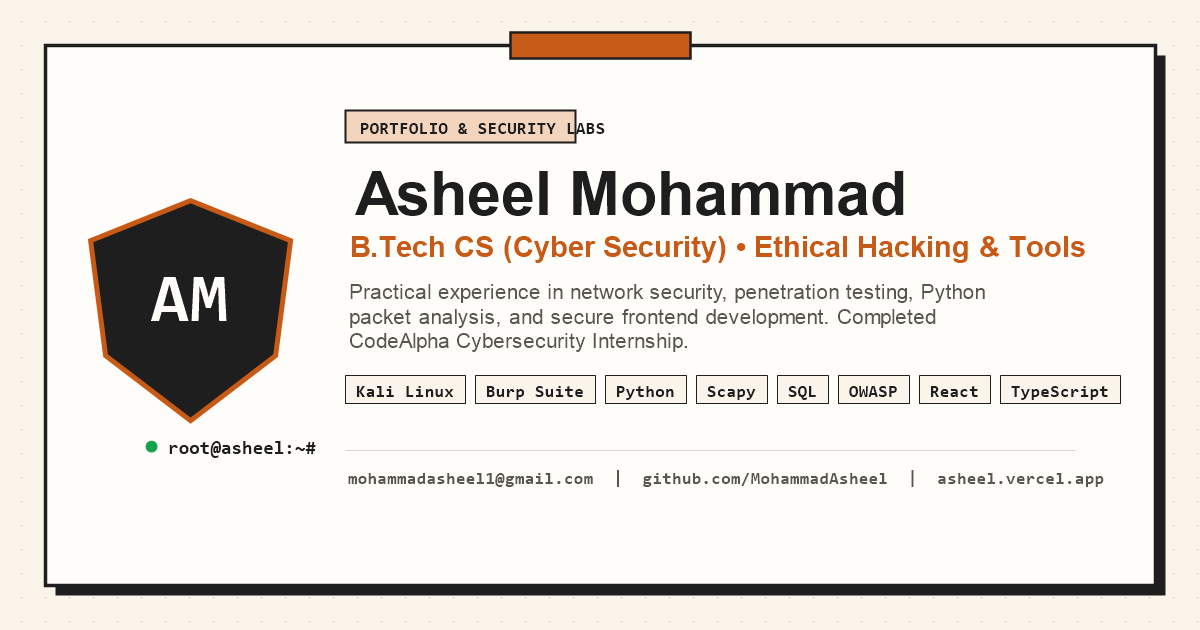 PORTFOLIO & SECURITY LABS
Asheel Mohammad
B.Tech CS (Cyber Security) • Ethical Hacking & Tools
Practical experience in network security, penetration testing, Python
packet analysis, and secure frontend development. Completed
CodeAlpha Cybersecurity Internship.
AM
Kali Linux Burp Suite Python Scapy SQL OWASP React TypeScript
root@asheel:~#
mohammadasheel1@gmail.com | github.com/MohammadAsheel | asheel.vercel.app